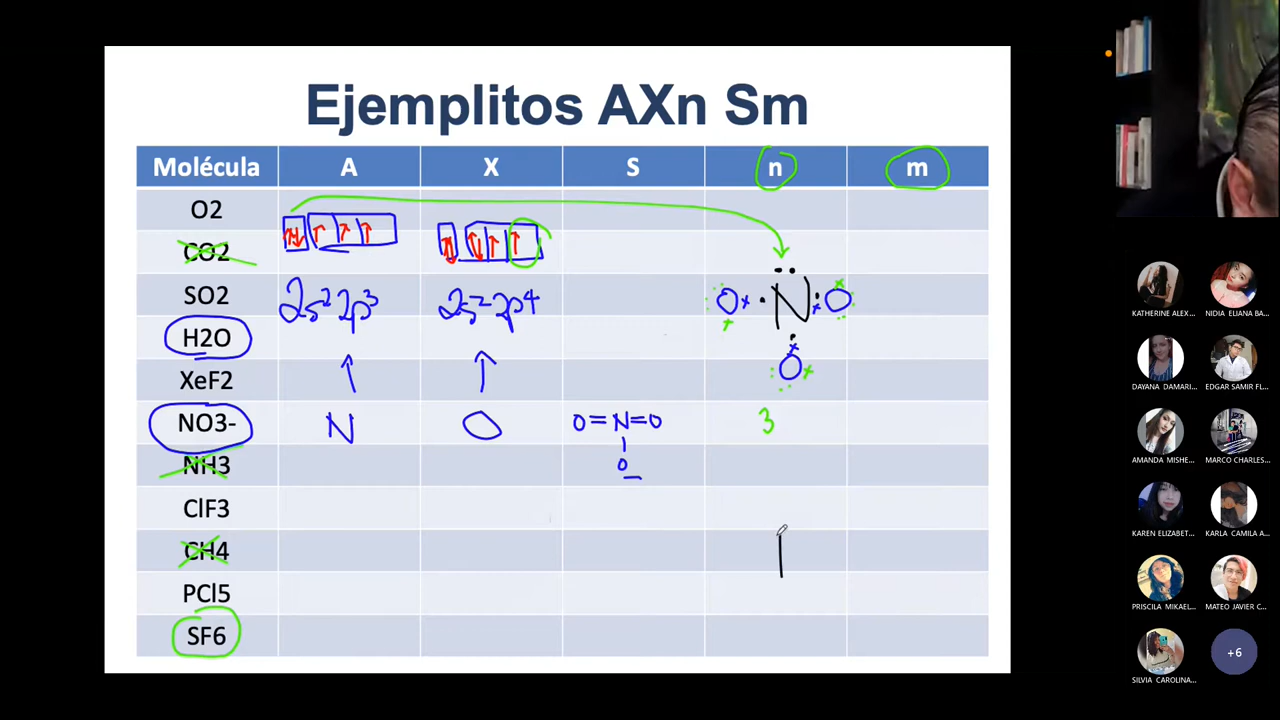 Ejemplitos AXn Sm
Molécula A X S n m
O2
CO2
SO2 2s² 2p³ 2s² 2p⁴ O x · N : x O
H2O x
XeF2 O x
NO3- N O O=N=O 3
NH3 O
ClF3
CH4
PCl5
SF6
KATHERINE ALEX... NIDIA ELIANA BA...
DAYANA DAMARI... EDGAR SAMIR FL...
AMANDA MISHE... MARCO CHARLES...
KAREN ELIZABET... KARLA CAMILA A...
PRISCILA MIKAEL... MATEO JAVIER C...
SILVIA CAROLINA... +6